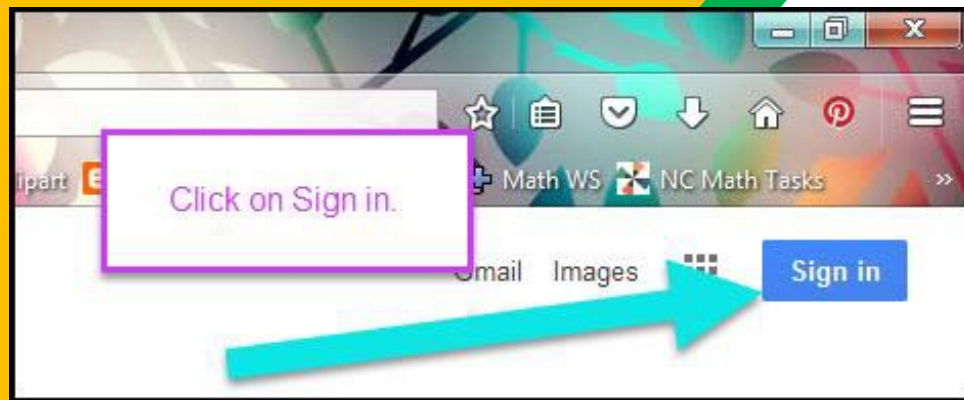 ipart
Math WS
NC Math Tasks
»
Click on Sign in.
Gmail
Images
Sign in